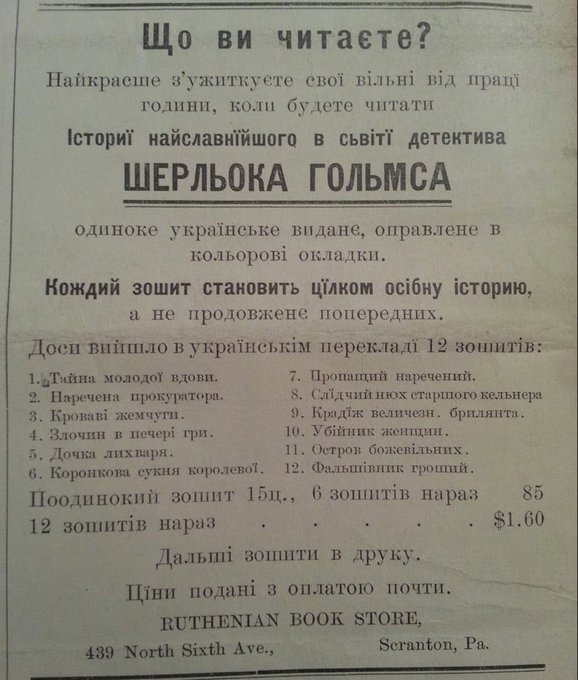 Що ви читаєте?
Найкрасше з’ужиткуєте свої вільні від працї
години, коли будете читати
Істориї найславнїйшого в сьвітї детектива
ШЕРЛЬОКА ГОЛЬМСА
одиноке українське виданє, оправлене в
кольорові окладки.
Кождий зошит становить цїлком осібну історию,
а не продовженє попередних.
Доси вийшло в українськім перекладї 12 зошитів:
1. Тайна молодої вдови.
2. Наречена прокуратора.
3. Кроваві жемчуги.
4. Злочин в печері гри.
5. Дочка лихваря.
6. Коронкова сукня королевої.
7. Пропащий наречений.
8. Слїдчий нюх старшого кельнера
9. Крадїж величезн. брилянта.
10. Убійник женщин.
11. Остров божевільних.
12. Фальшівник гроший.
Поодинокий зошит 15ц., 6 зошитів нараз 85
12 зошитів нараз . . . . . $1.60
Дальші зошити в друку.
Цїни подані з оплатою почти.
RUTHENIAN BOOK STORE,
439 North Sixth Ave., Scranton, Pa.